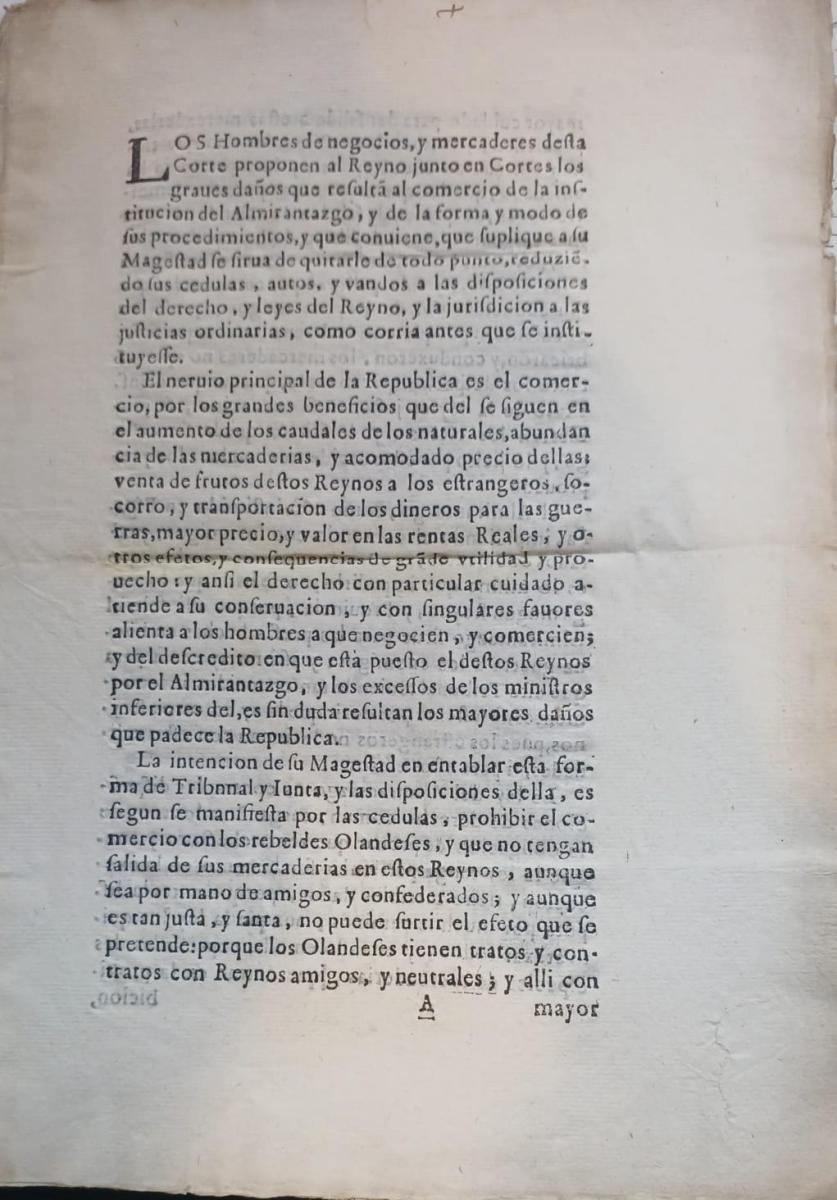 LOS Hombres de negocios, y mercaderes desta
Corte proponen al Reyno junto en Cortes los
graues daños que resultã al comercio de la ins-
titucion del Almirantazgo, y de la forma y modo de
sus procedimientos, y que conuiene, que suplique a su
Magestad se sirua de quitarle de todo punto, reduziẽ-
do sus cedulas, autos, y vandos a las disposiciones
del derecho, y leyes del Reyno, y la jurisdicion a las
justicias ordinarias, como corria antes que se insti-
tuyesse.
El neruio principal de la Republica es el comer-
cio, por los grandes beneficios que del se siguen en
el aumento de los caudales de los naturales, abundan
cia de las mercaderias, y acomodado precio dellas:
venta de frutos destos Reynos a los estrangeros, so-
corro, y transportacion de los dineros para las gue-
rras, mayor precio, y valor en las rentas Reales, y o-
tros efetos, y consequencias de grãde vtilidad y pro-
uecho: y ansi el derecho con particular cuidado a-
tiende a su conseruacion, y con singulares fauores
alienta a los hombres a que negocien, y comercien;
y del descredito en que està puesto el destos Reynos
por el Almirantazgo, y los excessos de los ministros
inferiores del, es sin duda resultan los mayores daños
que padece la Republica.
La intencion de su Magestad en entablar esta for-
ma de Tribnnal y Iunta, y las disposiciones della, es
segun se manifiesta por las cedulas, prohibir el co-
mercio con los rebeldes Olandeses, y que no tengan
salida de sus mercaderias en estos Reynos, aunque
sea por mano de amigos, y confederados; y aunque
es tan justa, y santa, no puede surtir el efeto que se
pretende: porque los Olandeses tienen tratos y con-
tratos con Reynos amigos, y neutrales; y alli con
A mayor